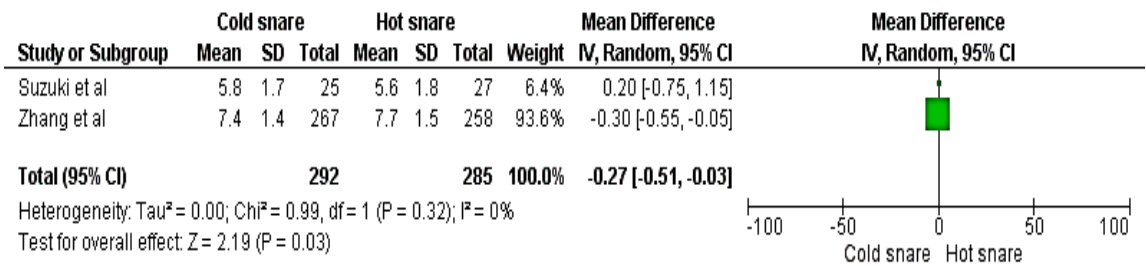 Cold snare Hot snare Mean Difference Mean Difference
Study or Subgroup Mean SD Total Mean SD Total Weight IV, Random, 95% CI IV, Random, 95% CI
Suzuki et al 5.8 1.7 25 5.6 1.8 27 6.4% 0.20 [-0.75, 1.15]
Zhang et al 7.4 1.4 267 7.7 1.5 258 93.6% -0.30 [-0.55, -0.05]
Total (95% CI) 292 285 100.0% -0.27 [-0.51, -0.03]
Heterogeneity: Tau² = 0.00; Chi² = 0.99, df = 1 (P = 0.32); I² = 0%
Test for overall effect: Z = 2.19 (P = 0.03)
-100 -50 0 50 100
Cold snare Hot snare